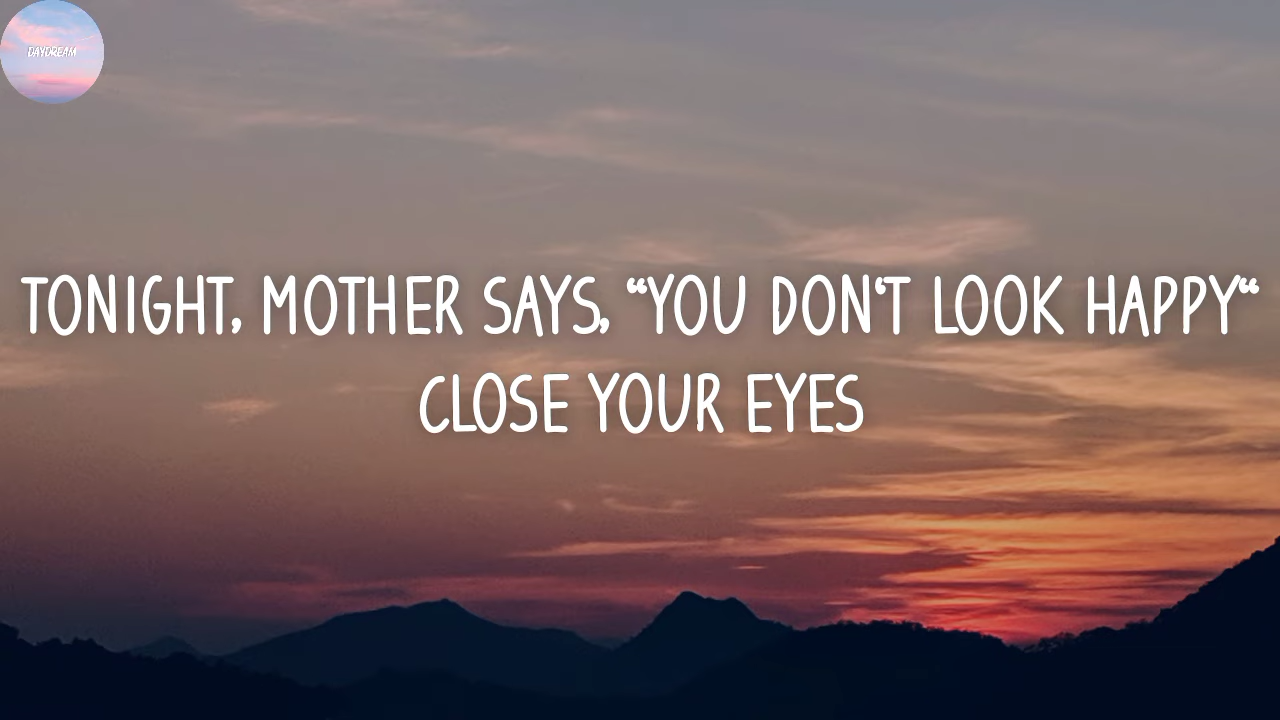 DAYDREAM
TONIGHT, MOTHER SAYS, “YOU DON‘T LOOK HAPPY“
CLOSE YOUR EYES